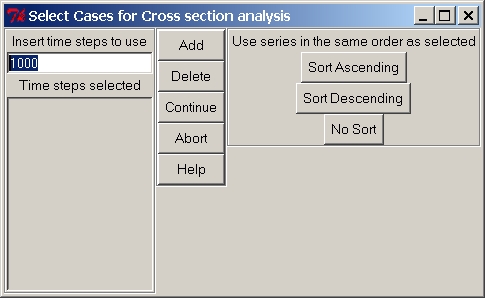 Select Cases for Cross section analysis
Insert time steps to use
1000
Time steps selected
Add
Delete
Continue
Abort
Help
Use series in the same order as selected
Sort Ascending
Sort Descending
No Sort